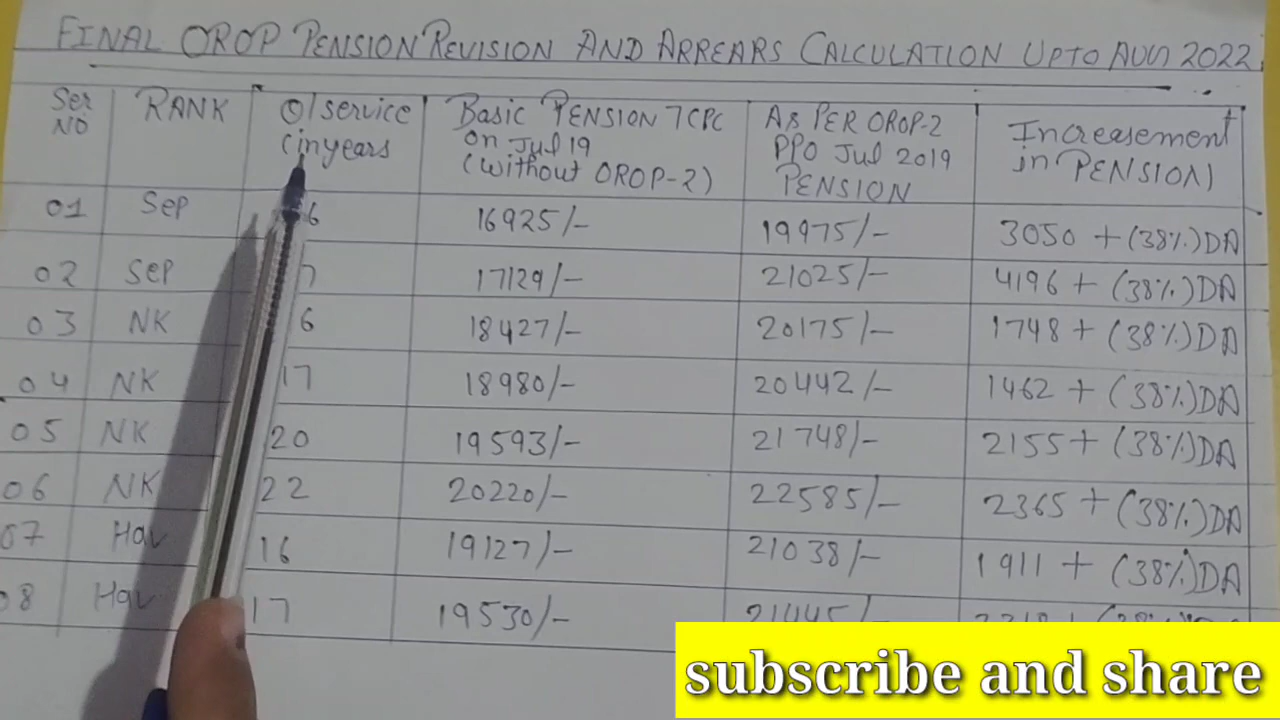 FINAL OROP PENSION REVISION AND ARREARS CALCULATION UPTO AUG 2022.
Ser NO RANK Q/service (in years Basic PENSION 7CPC on Jul 19 (without OROP-2) AS PER OROP-2 PPO Jul 2019 PENSION Increasement in PENSION)
01 Sep 6 16925/- 19975/- 3050 + (38%) DA
02 Sep 7 17129/- 21025/- 4196 + (38%) DA
03 NK 6 18427/- 20175/- 1748 + (38%) DA
04 NK 17 18980/- 20442/- 1462 + (38%) DA
05 NK 20 19593/- 21748/- 2155 + (38%) DA
06 NK 22 20220/- 22585/- 2365 + (38%) DA
07 Hav 16 19127/- 21038/- 1911 + (38%) DA
08 Hav 17 19530/-
subscribe and share